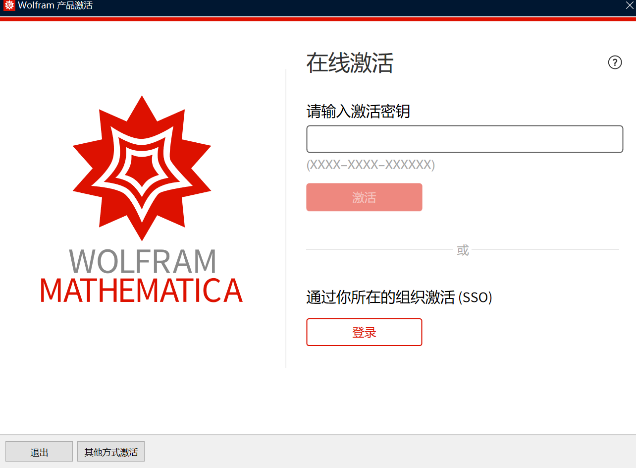 Wolfram 产品激活
在线激活
?
请输入激活密钥
(XXXX-XXXX-XXXXXX)
激活
WOLFRAM
MATHEMATICA
或
通过你所在的组织激活 (SSO)
登录
退出
其他方式激活